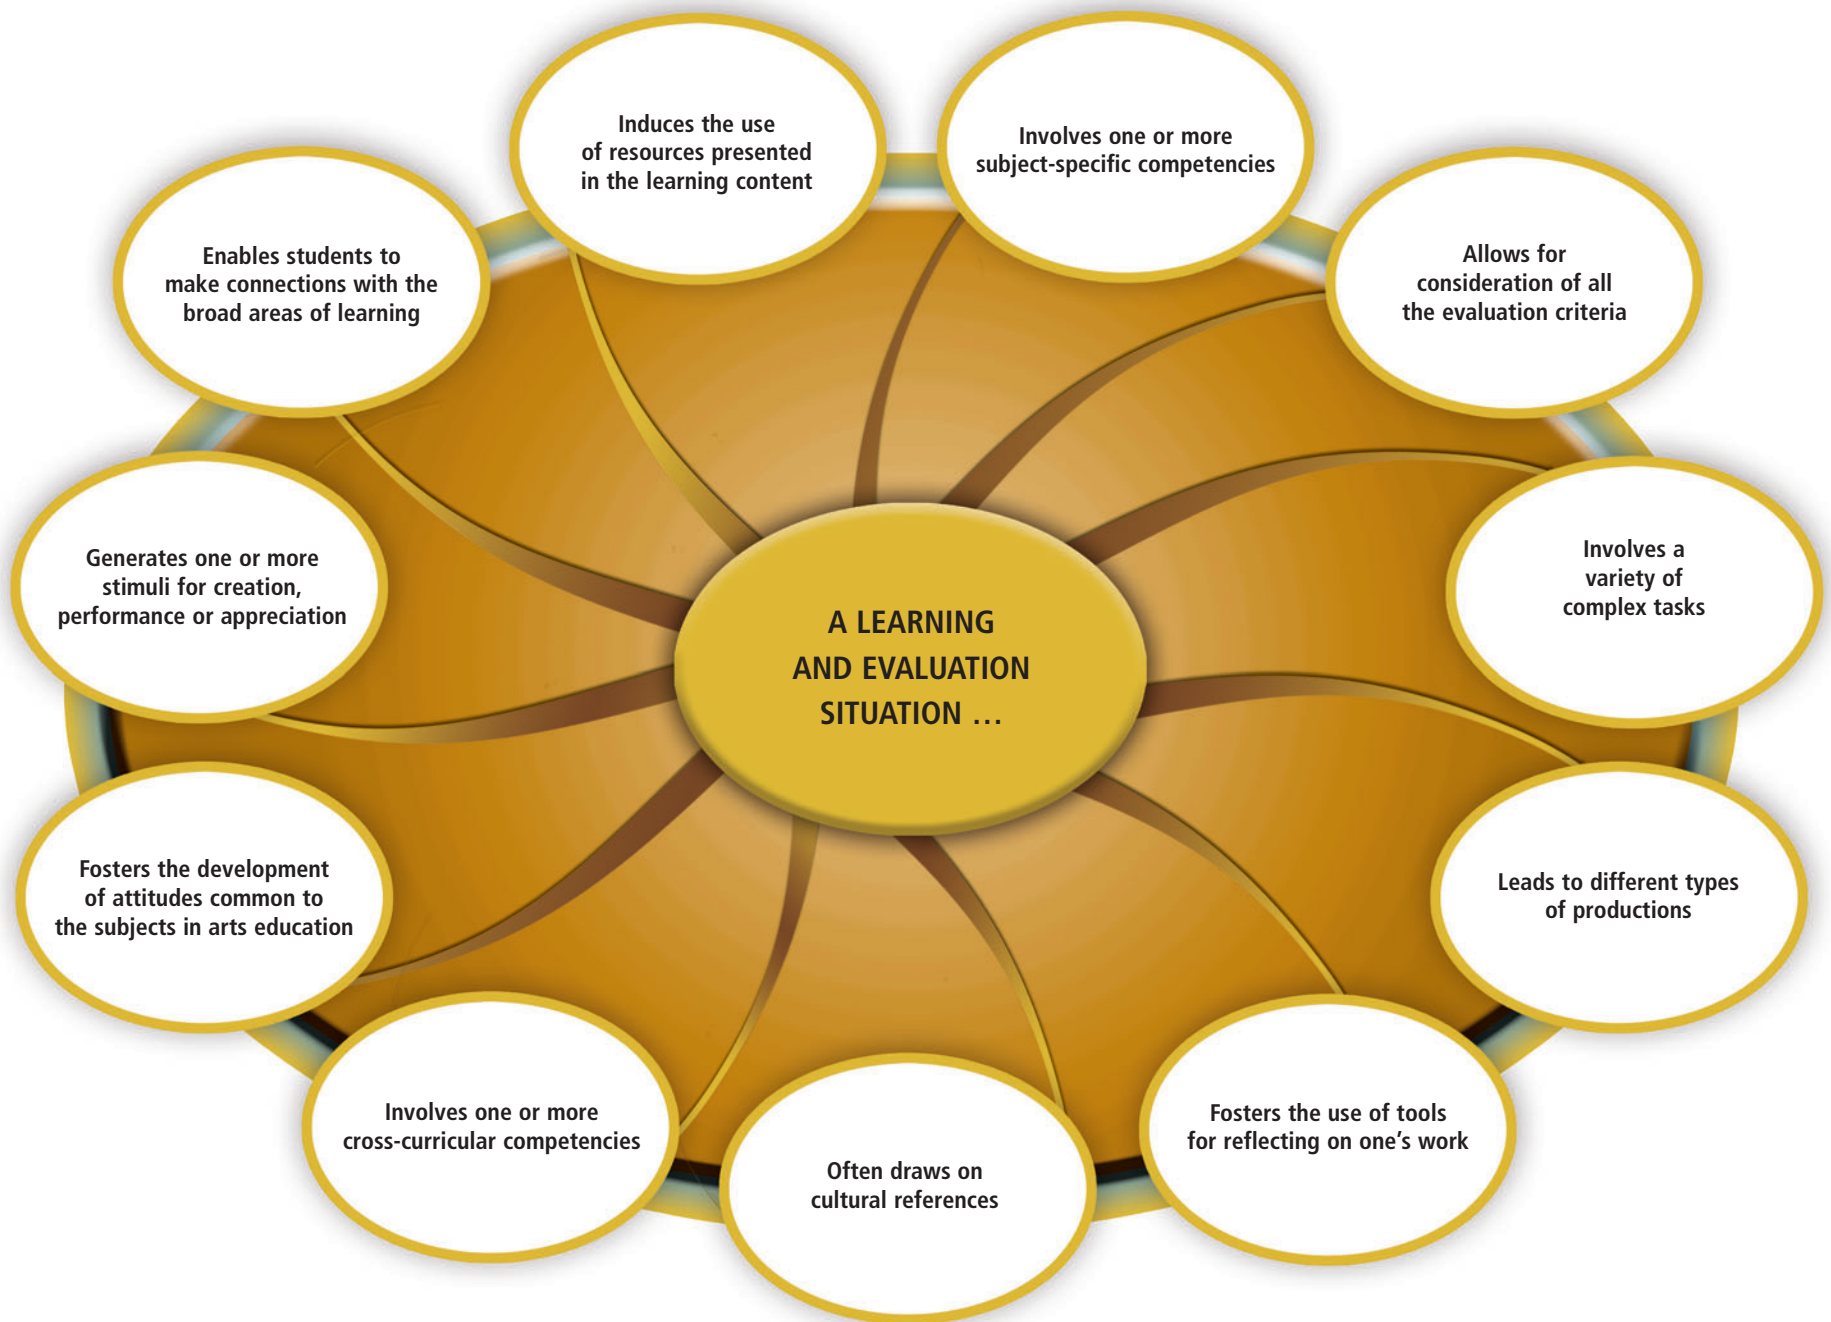 Induces the use
of resources presented
in the learning content
Involves one or more
subject-specific competencies
Enables students to
make connections with the
broad areas of learning
Allows for
consideration of all
the evaluation criteria
Generates one or more
stimuli for creation,
performance or appreciation
Involves a
variety of
complex tasks
A LEARNING
AND EVALUATION
SITUATION …
Fosters the development
of attitudes common to
the subjects in arts education
Leads to different types
of productions
Involves one or more
cross-curricular competencies
Often draws on
cultural references
Fosters the use of tools
for reflecting on one’s work